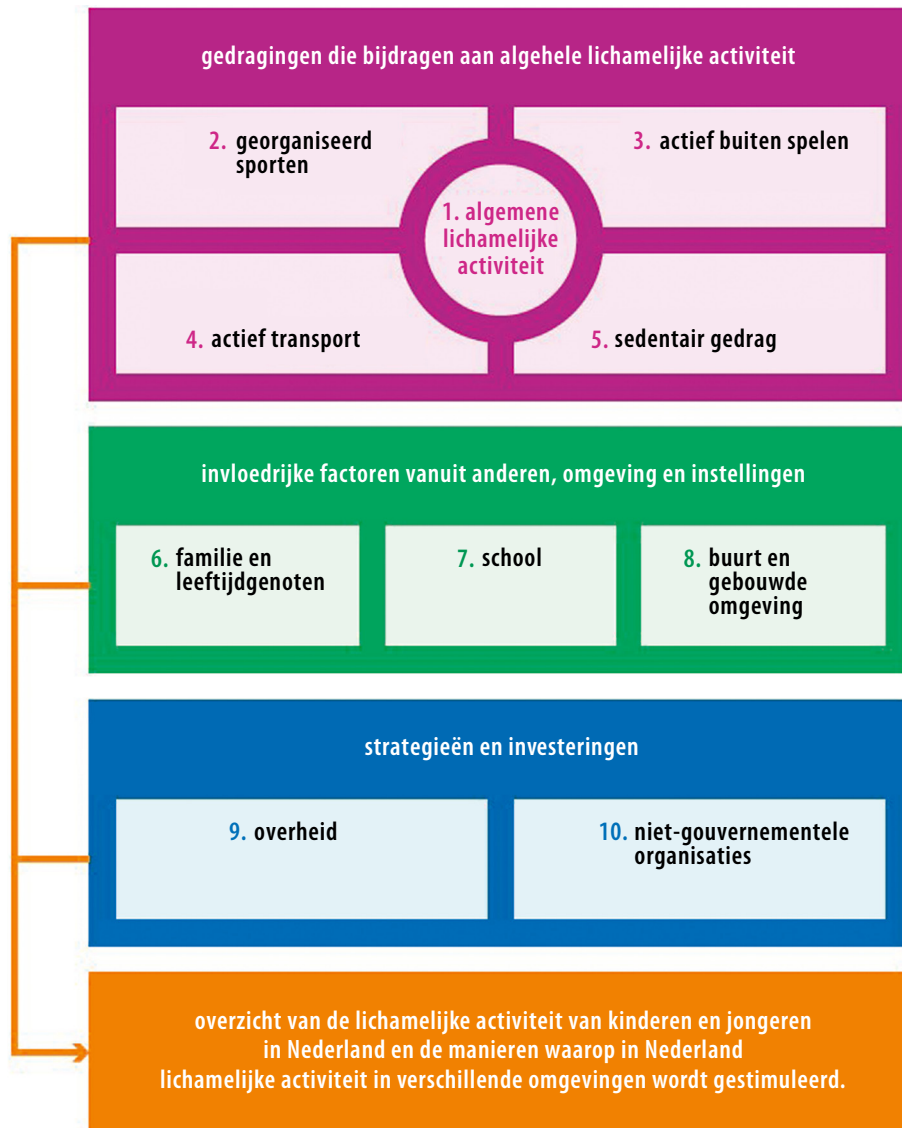 gedragingen die bijdragen aan algehele lichamelijke activiteit
2. georganiseerd
sporten
3. actief buiten spelen
1. algemene
lichamelijke
activiteit
4. actief transport
5. sedentair gedrag
invloedrijke factoren vanuit anderen, omgeving en instellingen
6. familie en
leeftijdgenoten
7. school
8. buurt en
gebouwde
omgeving
strategieën en investeringen
9. overheid
10. niet-gouvernementele
organisaties
overzicht van de lichamelijke activiteit van kinderen en jongeren
in Nederland en de manieren waarop in Nederland
lichamelijke activiteit in verschillende omgevingen wordt gestimuleerd.